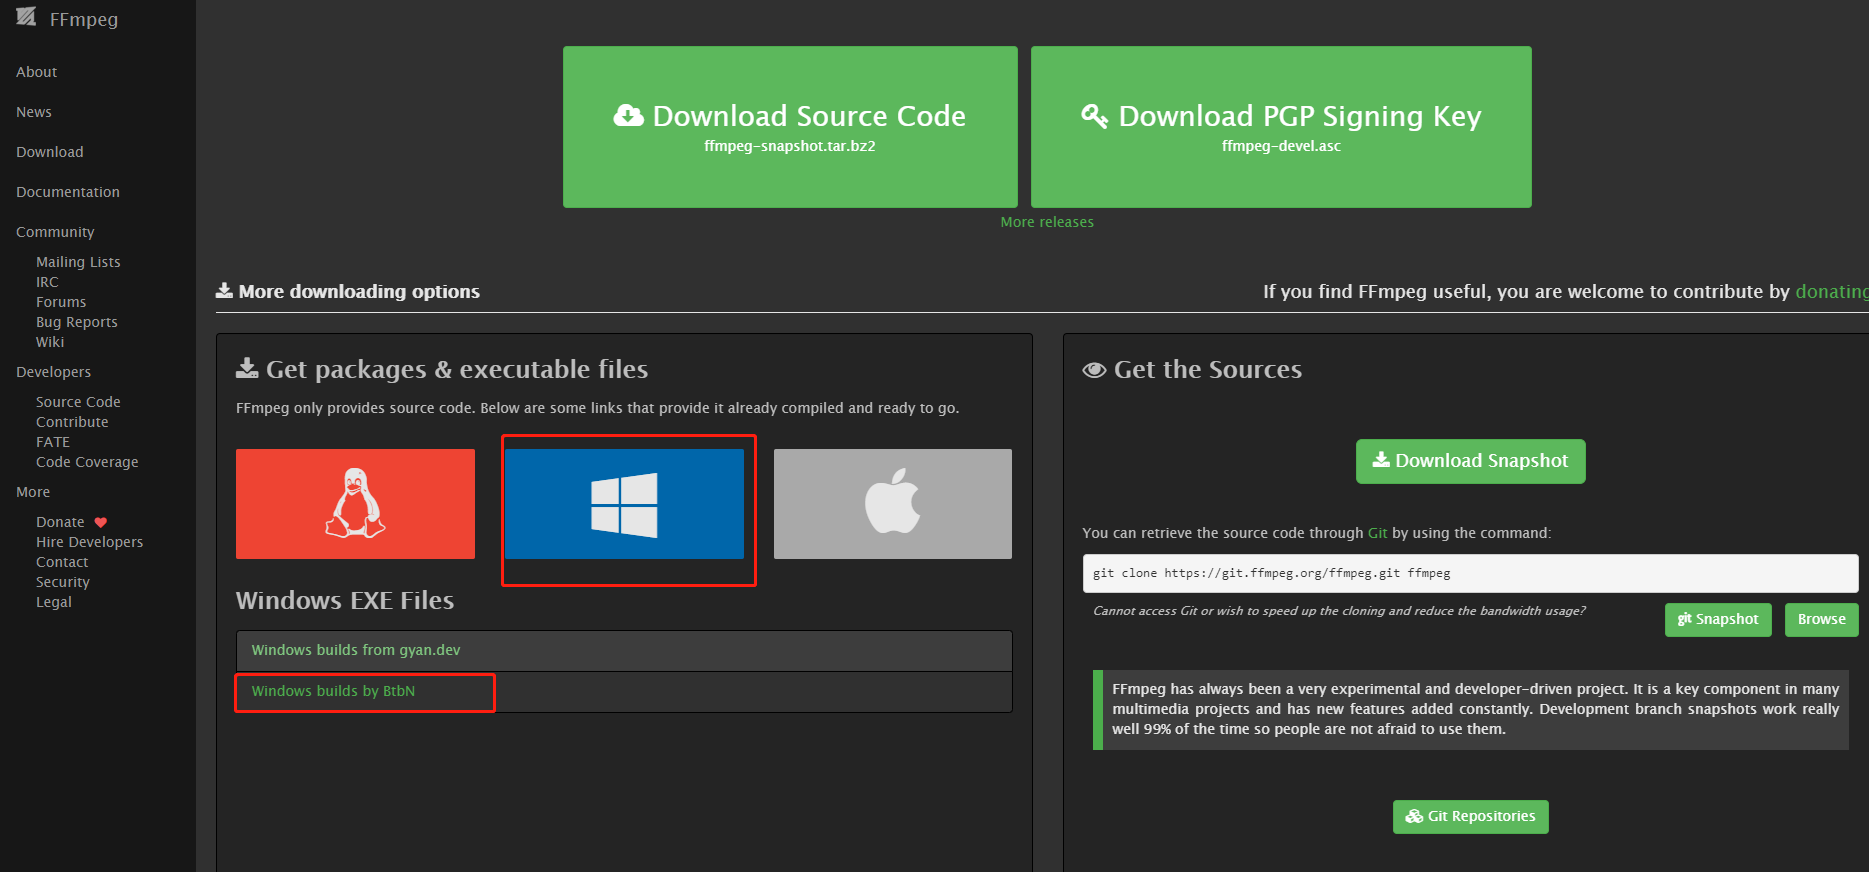 FFmpeg
About
News
Download
Documentation
Community
Mailing Lists
IRC
Forums
Bug Reports
Wiki
Developers
Source Code
Contribute
FATE
Code Coverage
More
Donate
Hire Developers
Contact
Security
Legal
Download Source Code
ffmpeg-snapshot.tar.bz2
Download PGP Signing Key
ffmpeg-devel.asc
More releases
More downloading options
If you find FFmpeg useful, you are welcome to contribute by donating
Get packages & executable files
FFmpeg only provides source code. Below are some links that provide it already compiled and ready to go.
Windows EXE Files
Windows builds from gyan.dev
Windows builds by BtbN
Get the Sources
Download Snapshot
You can retrieve the source code through Git by using the command:
git clone https://git.ffmpeg.org/ffmpeg.git ffmpeg
Cannot access Git or wish to speed up the cloning and reduce the bandwidth usage?
git Snapshot
Browse
FFmpeg has always been a very experimental and developer-driven project. It is a key component in many
multimedia projects and has new features added constantly. Development branch snapshots work really
well 99% of the time so people are not afraid to use them.
Git Repositories